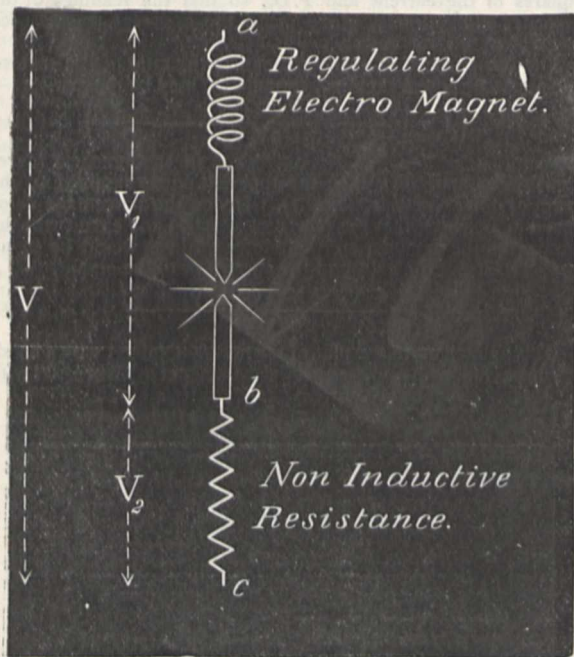 a
Regulating
Electro Magnet.
V₁
V
b
V₂
Non Inductive
Resistance.
c